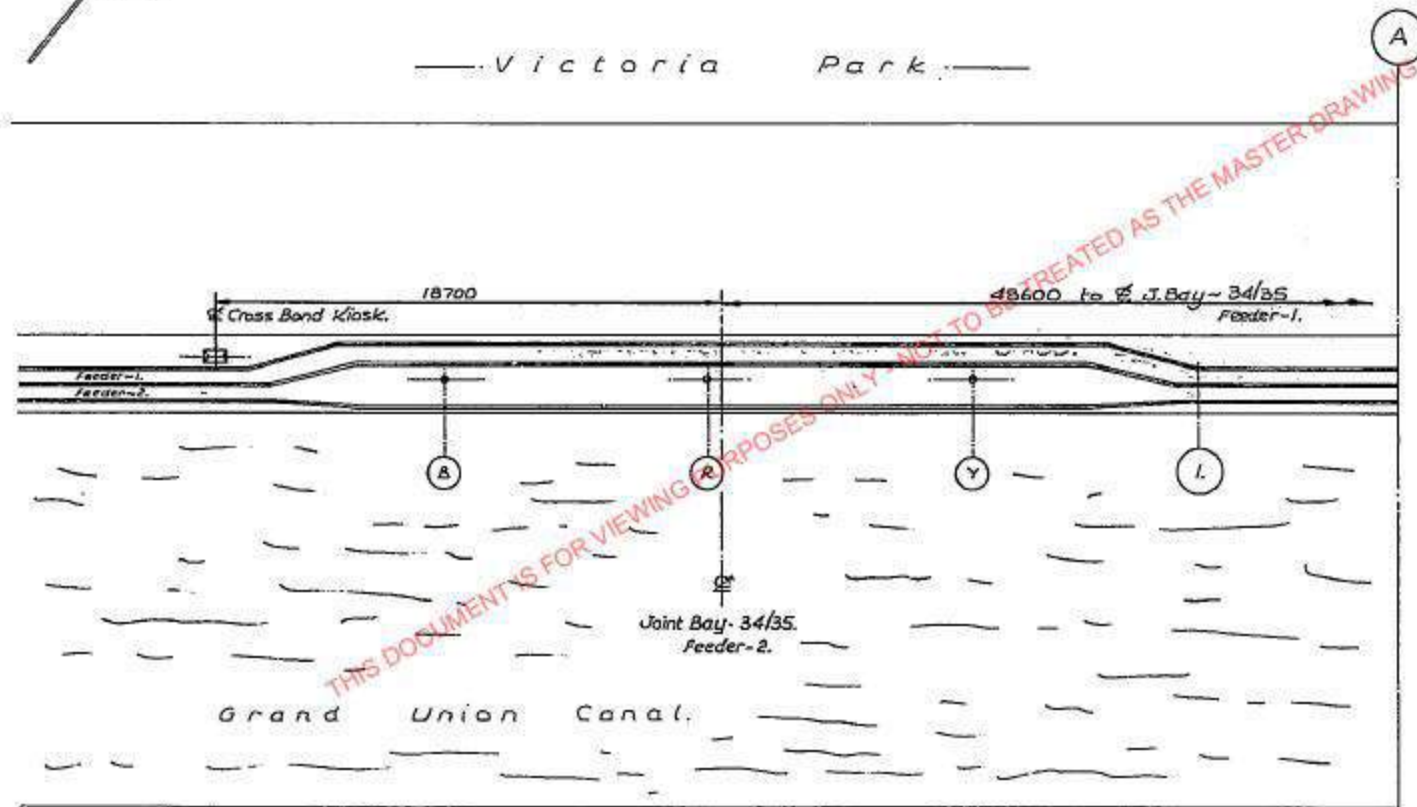 Victoria Park
A
18700
48600 to ℄ J.Bay~34/35
Feeder-1.
℄ Cross Bond Kiosk.
Feeder-1.
Feeder-2.
B
R
Y
1.
℄
Joint Bay-34/35.
Feeder-2.
Grand Union Canal.
THIS DOCUMENT IS FOR VIEWING PURPOSES ONLY - NOT TO BE TREATED AS THE MASTER DRAWING